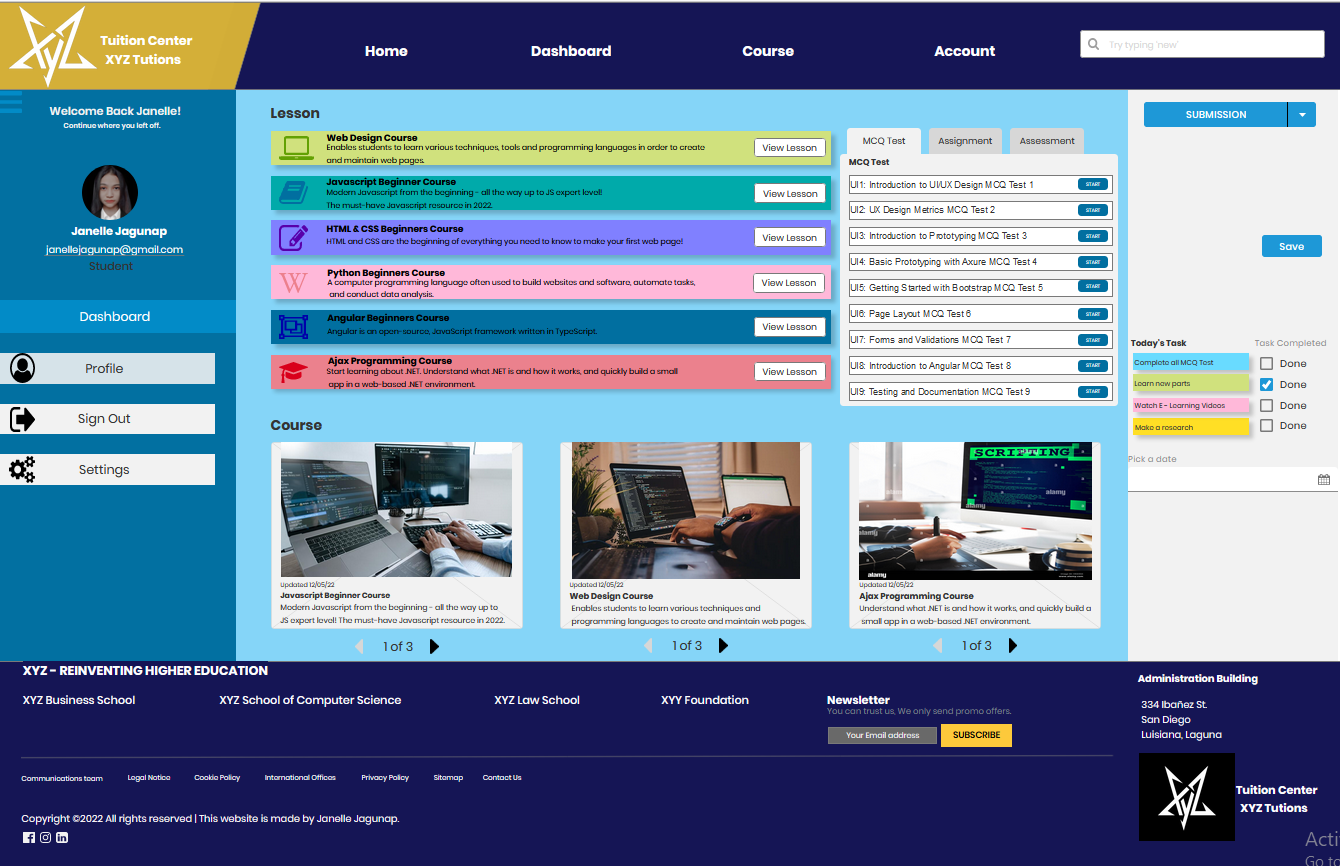 XyZ
Tuition Center
XYZ Tutions
Home
Dashboard
Course
Account
Try typing 'new'
Welcome Back Janelle!
Continue where you left off.
Janelle Jagunap
janellejagunap@gmail.com
Student
Dashboard
Profile
Sign Out
Settings
Lesson
Web Design Course
Enables students to learn various techniques, tools and programming languages in order to create
and maintain web pages.
View Lesson
Javascript Beginner Course
Modern Javascript from the beginning - all the way up to JS expert level!
The must-have Javascript resource in 2022.
View Lesson
HTML & CSS Beginners Course
HTML and CSS are the beginning of everything you need to know to make your first web page!
View Lesson
W
Python Beginners Course
A computer programming language often used to build websites and software, automate tasks,
and conduct data analysis.
View Lesson
Angular Beginners Course
Angular is an open-source, JavaScript framework written in TypeScript.
View Lesson
Ajax Programming Course
Start learning about .NET. Understand what .NET is and how it works, and quickly build a small
app in a web-based .NET environment.
View Lesson
MCQ Test
Assignment
Assessment
MCQ Test
UI1: Introduction to UI/UX Design MCQ Test 1
START
UI2: UX Design Metrics MCQ Test 2
START
UI3: Introduction to Prototyping MCQ Test 3
START
UI4: Basic Prototyping with Axure MCQ Test 4
START
UI5: Getting Started with Bootstrap MCQ Test 5
START
UI6: Page Layout MCQ Test 6
START
UI7: Forms and Validations MCQ Test 7
START
UI8: Introduction to Angular MCQ Test 8
START
UI9: Testing and Documentation MCQ Test 9
START
SUBMISSION
Save
Today's Task
Task Completed
Complete all MCQ Test
Done
Learn new parts
Done
Watch E - Learning Videos
Done
Make a research
Done
Pick a date
Course
Updated 12/05/22
Javascript Beginner Course
Modern Javascript from the beginning - all the way up to
JS expert level! The must-have Javascript resource in 2022.
1 of 3
Updated 12/05/22
Web Design Course
Enables students to learn various techniques and
programming languages to create and maintain web pages.
1 of 3
SCRIPTING
alamy
alamy
alamy
Updated 12/05/22
Ajax Programming Course
Understand what .NET is and how it works, and quickly build a
small app in a web-based .NET environment.
1 of 3
XYZ - REINVENTING HIGHER EDUCATION
XYZ Business School
XYZ School of Computer Science
XYZ Law School
XYY Foundation
Newsletter
You can trust us, We only send promo offers.
Your Email address
SUBSCRIBE
Administration Building
334 Ibañez St.
San Diego
Luisiana, Laguna
Communications team
Legal Notice
Cookie Policy
International Offices
Privacy Policy
Sitemap
Contact Us
XyZ
Tuition Center
XYZ Tutions
Copyright ©2022 All rights reserved | This website is made by Janelle Jagunap.
Acti
Go to